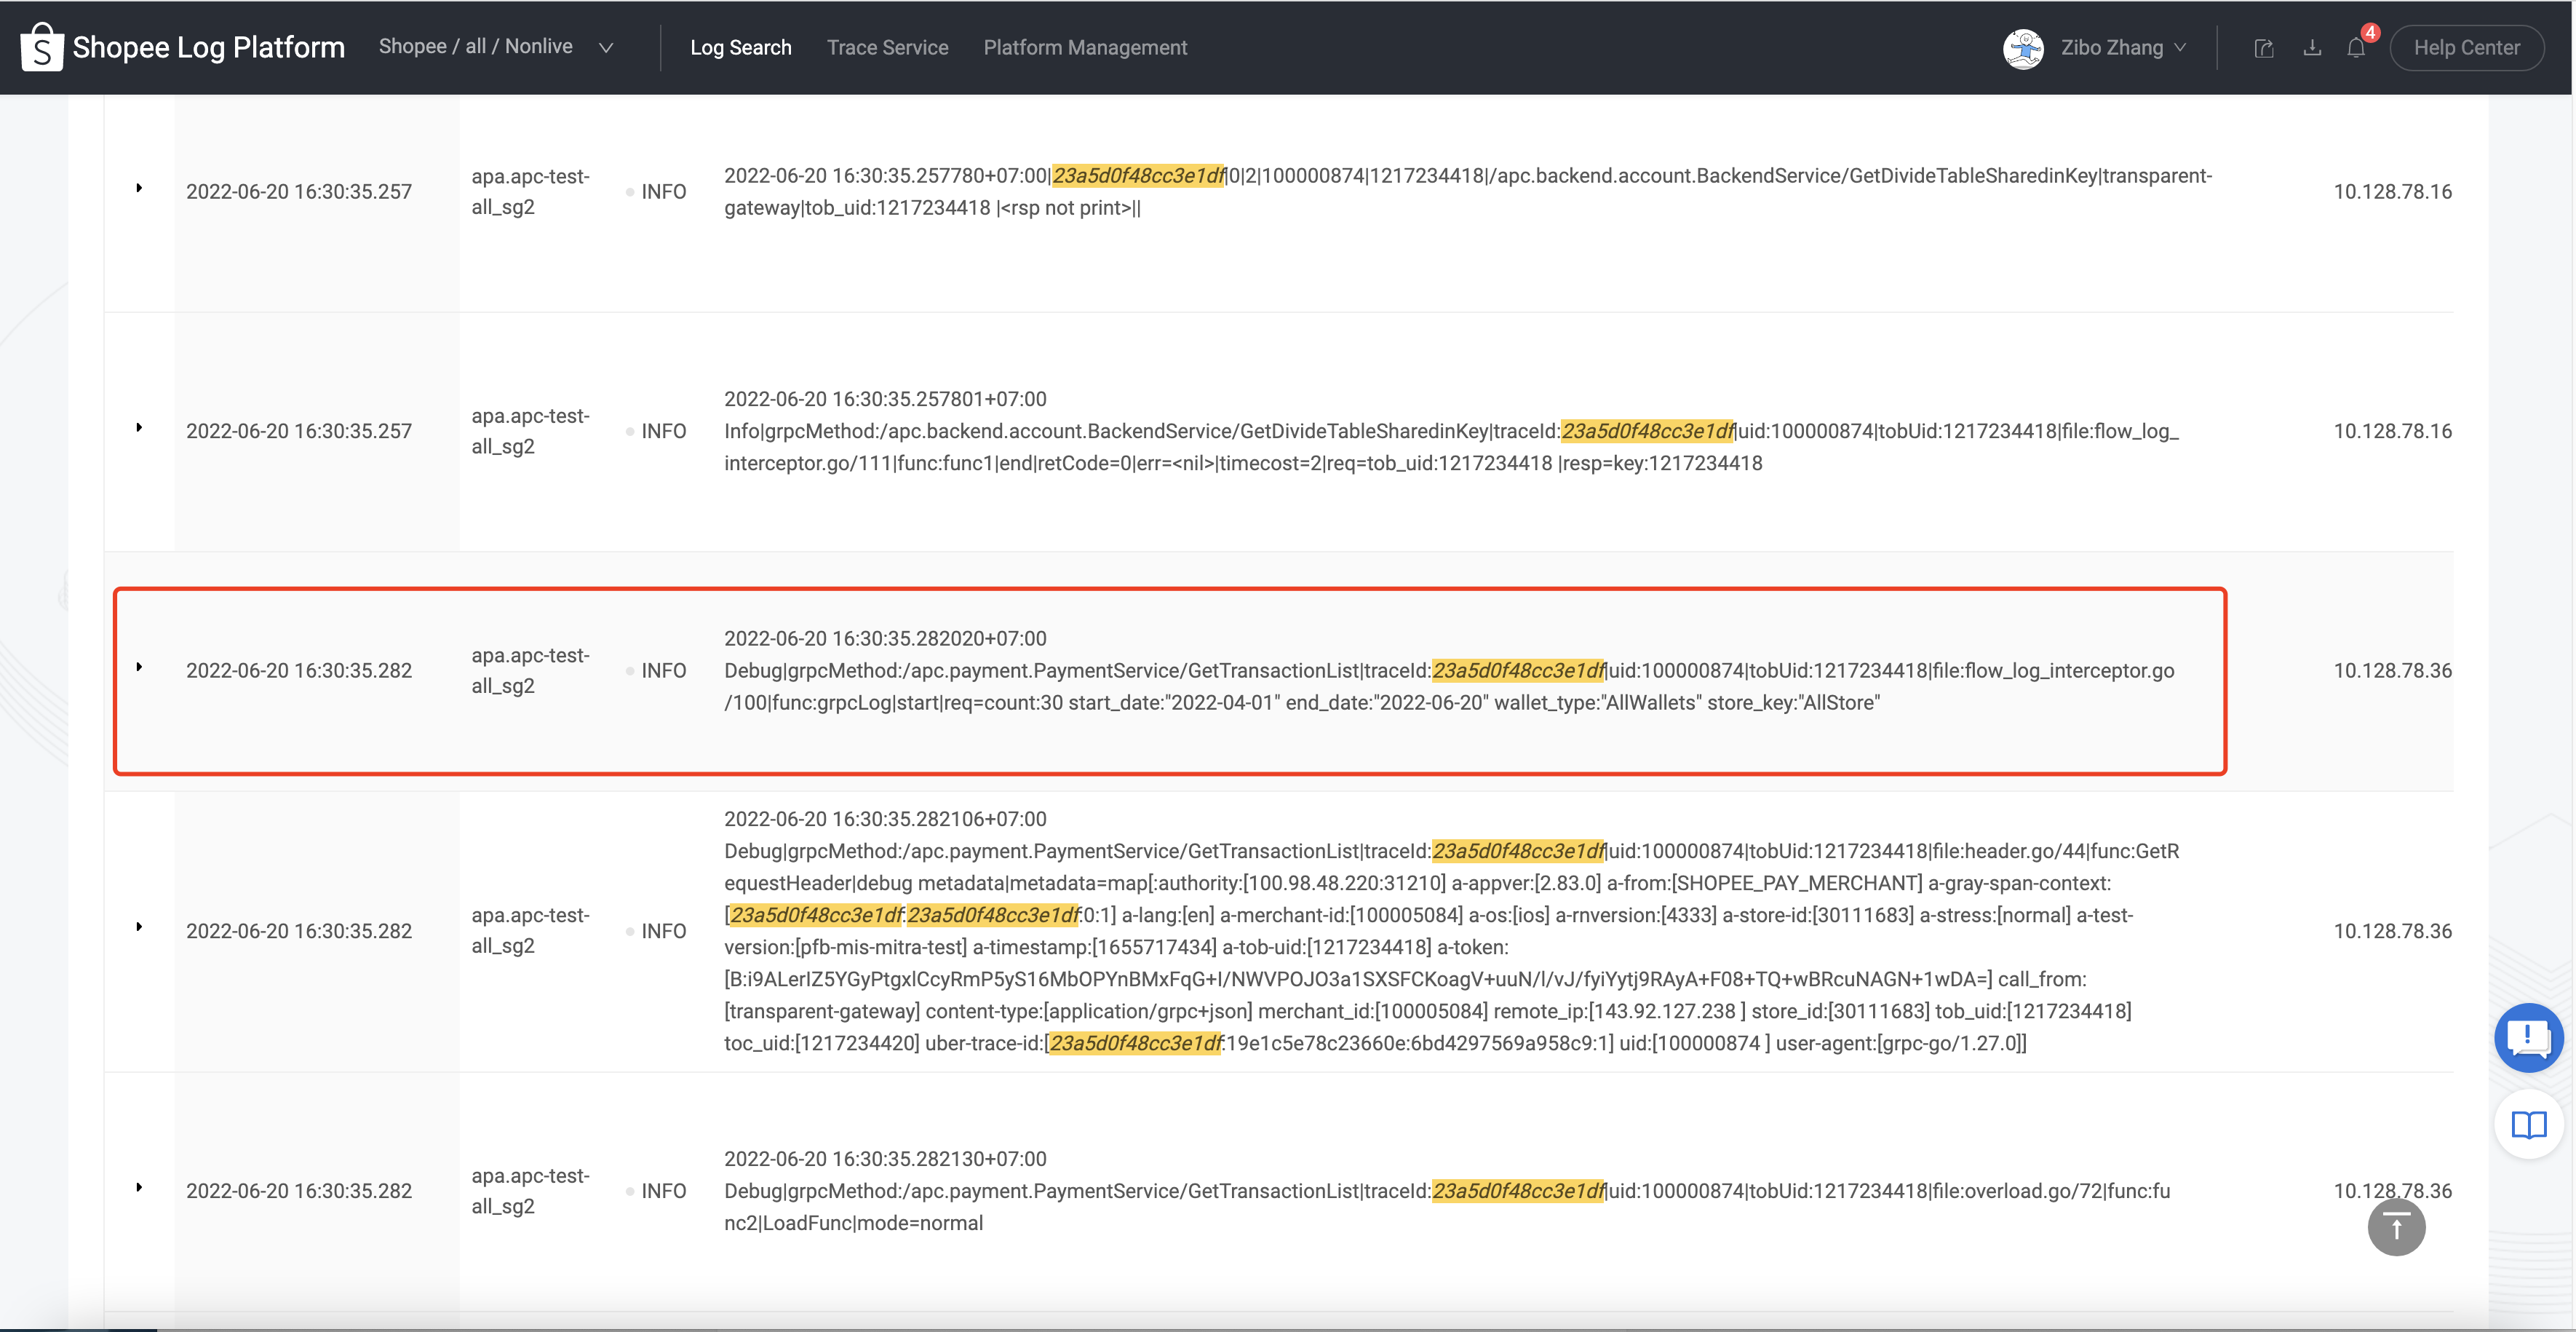 Shopee Log Platform
Shopee / all / Nonlive
Log Search
Trace Service
Platform Management
Zibo Zhang
4
Help Center
2022-06-20 16:30:35.257
apa.apc-test-
all_sg2
INFO
2022-06-20 16:30:35.257780+07:00|23a5d0f48cc3e1df|0|2|100000874|1217234418|/apc.backend.account.BackendService/GetDivideTableSharedinKey|transparent-
gateway|tob_uid:1217234418 |<rsp not print>||
10.128.78.16
2022-06-20 16:30:35.257
apa.apc-test-
all_sg2
INFO
2022-06-20 16:30:35.257801+07:00
Info|grpcMethod:/apc.backend.account.BackendService/GetDivideTableSharedinKey|traceId:23a5d0f48cc3e1df|uid:100000874|tobUid:1217234418|file:flow_log_
interceptor.go/111|func:func1|end|retCode=0|err=<nil>|timecost=2|req=tob_uid:1217234418 |resp=key:1217234418
10.128.78.16
2022-06-20 16:30:35.282
apa.apc-test-
all_sg2
INFO
2022-06-20 16:30:35.282020+07:00
Debug|grpcMethod:/apc.payment.PaymentService/GetTransactionList|traceId:23a5d0f48cc3e1df|uid:100000874|tobUid:1217234418|file:flow_log_interceptor.go
/100|func:grpcLog|start|req=count:30 start_date:"2022-04-01" end_date:"2022-06-20" wallet_type:"AllWallets" store_key:"AllStore"
10.128.78.36
2022-06-20 16:30:35.282
apa.apc-test-
all_sg2
INFO
2022-06-20 16:30:35.282106+07:00
Debug|grpcMethod:/apc.payment.PaymentService/GetTransactionList|traceId:23a5d0f48cc3e1df|uid:100000874|tobUid:1217234418|file:header.go/44|func:GetR
equestHeader|debug metadata|metadata=map[:authority:[100.98.48.220:31210] a-appver:[2.83.0] a-from:[SHOPEE_PAY_MERCHANT] a-gray-span-context:
[23a5d0f48cc3e1df:23a5d0f48cc3e1df:0:1] a-lang:[en] a-merchant-id:[100005084] a-os:[ios] a-rnversion:[4333] a-store-id:[30111683] a-stress:[normal] a-test-
version:[pfb-mis-mitra-test] a-timestamp:[1655717434] a-tob-uid:[1217234418] a-token:
[B:i9ALerIZ5YGyPtgxlCcyRmP5yS16MbOPYnBMxFqG+I/NWVPOJO3a1SXSFCKoagV+uuN/l/vJ/fyiYytj9RAyA+F08+TQ+wBRcuNAGN+1wDA=] call_from:
[transparent-gateway] content-type:[application/grpc+json] merchant_id:[100005084] remote_ip:[143.92.127.238 ] store_id:[30111683] tob_uid:[1217234418]
toc_uid:[1217234420] uber-trace-id:[23a5d0f48cc3e1df:19e1c5e78c23660e:6bd4297569a958c9:1] uid:[100000874 ] user-agent:[grpc-go/1.27.0]]
10.128.78.36
2022-06-20 16:30:35.282
apa.apc-test-
all_sg2
INFO
2022-06-20 16:30:35.282130+07:00
Debug|grpcMethod:/apc.payment.PaymentService/GetTransactionList|traceId:23a5d0f48cc3e1df|uid:100000874|tobUid:1217234418|file:overload.go/72|func:fu
nc2|LoadFunc|mode=normal
10.128.78.36